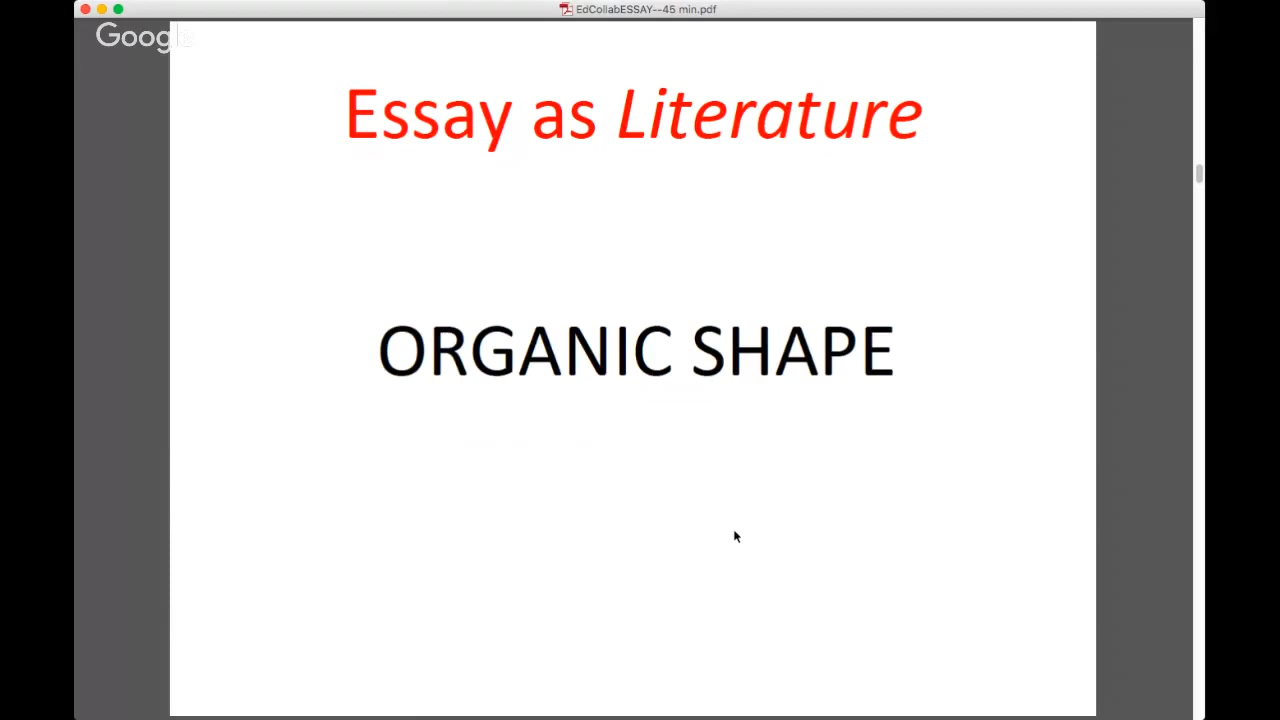 EdCollabESSAY--45 min.pdf
Google
Essay as Literature
ORGANIC SHAPE